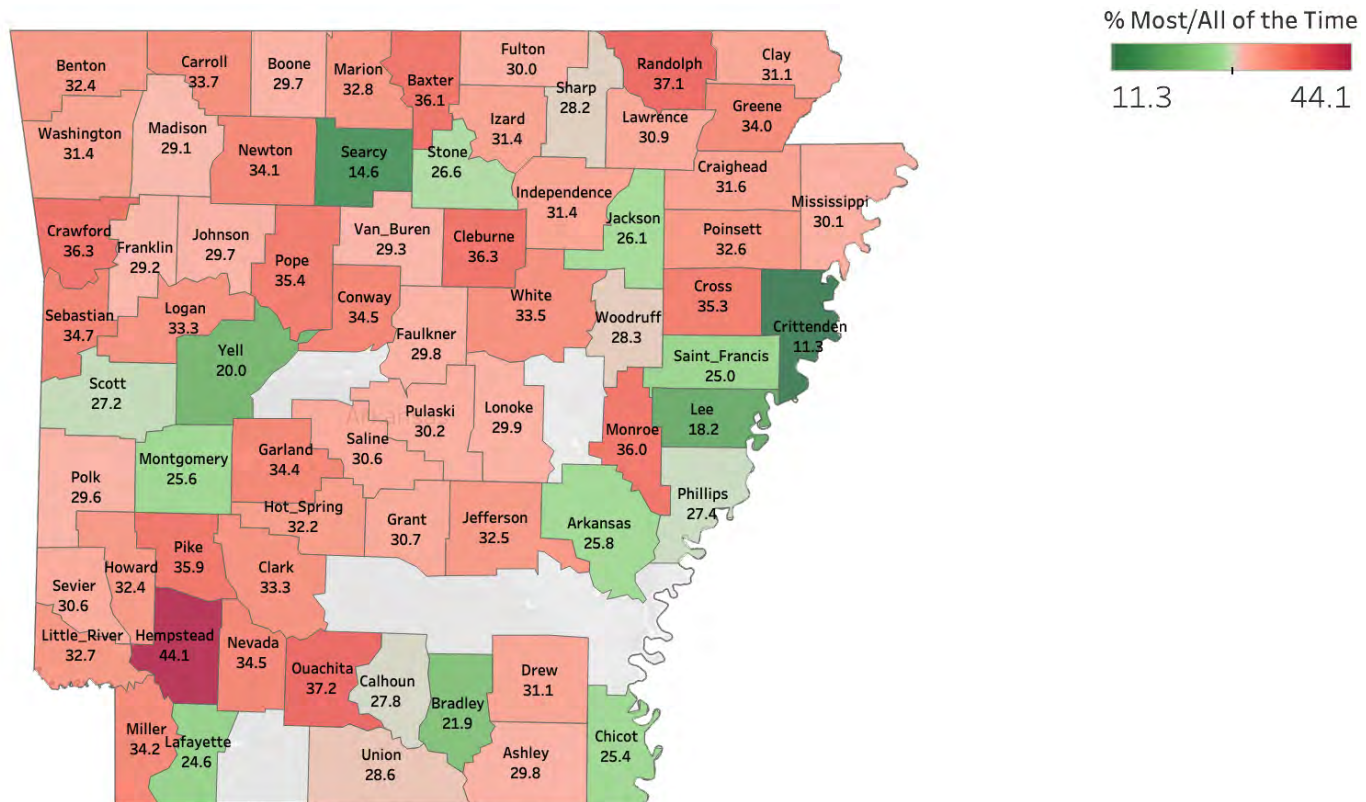 % Most/All of the Time
11.3
44.1
Benton
32.4
Carroll
33.7
Boone
29.7
Marion
32.8
Baxter
36.1
Fulton
30.0
Sharp
28.2
Randolph
37.1
Clay
31.1
Washington
31.4
Madison
29.1
Newton
34.1
Searcy
14.6
Stone
26.6
Izard
31.4
Lawrence
30.9
Greene
34.0
Independence
31.4
Jackson
26.1
Craighead
31.6
Mississippi
30.1
Crawford
36.3
Franklin
29.2
Johnson
29.7
Pope
35.4
Van_Buren
29.3
Cleburne
36.3
Poinsett
32.6
Sebastian
34.7
Logan
33.3
Conway
34.5
Faulkner
29.8
White
33.5
Woodruff
28.3
Cross
35.3
Crittenden
11.3
Scott
27.2
Yell
20.0
Saint_Francis
25.0
Lee
18.2
Arkansas
Saline
30.6
Pulaski
30.2
Lonoke
29.9
Monroe
36.0
Polk
29.6
Montgomery
25.6
Garland
34.4
Hot_Spring
32.2
Grant
30.7
Jefferson
32.5
Arkansas
25.8
Phillips
27.4
Sevier
30.6
Howard
32.4
Pike
35.9
Clark
33.3
Little_River
32.7
Hempstead
44.1
Nevada
34.5
Ouachita
37.2
Calhoun
27.8
Bradley
21.9
Drew
31.1
Miller
34.2
Lafayette
24.6
Union
28.6
Ashley
29.8
Chicot
25.4